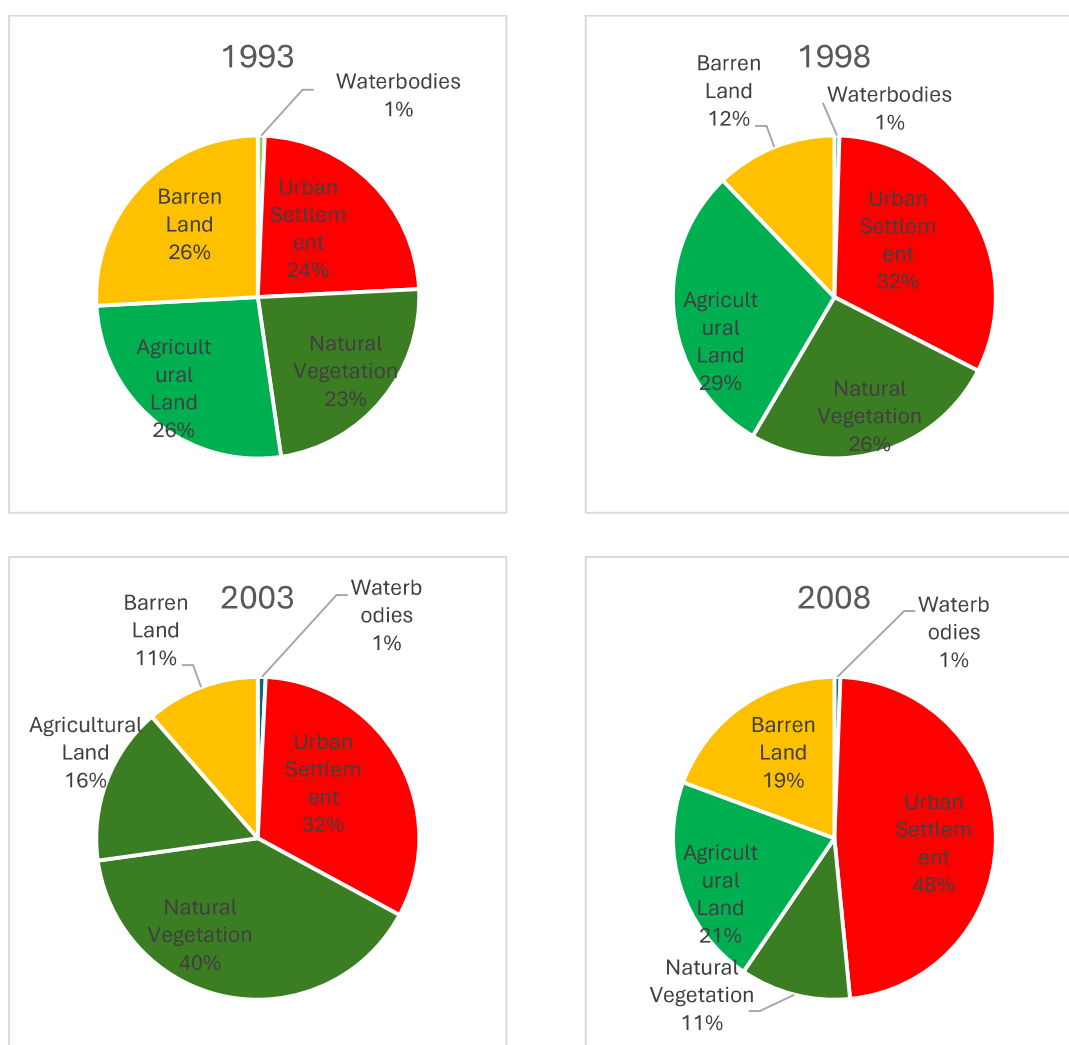 1993
Waterbodies
1%
Urban
Settlem
ent
24%
Natural
Vegetation
23%
Agricult
ural
Land
26%
Barren
Land
26%
1998
Waterbodies
1%
Urban
Settlem
ent
32%
Natural
Vegetation
26%
Agricult
ural
Land
29%
Barren
Land
12%
2003
Waterb
odies
1%
Urban
Settlem
ent
32%
Natural
Vegetation
40%
Agricultural
Land
16%
Barren
Land
11%
2008
Waterb
odies
1%
Urban
Settlem
ent
48%
Natural
Vegetation
11%
Agricult
ural
Land
21%
Barren
Land
19%